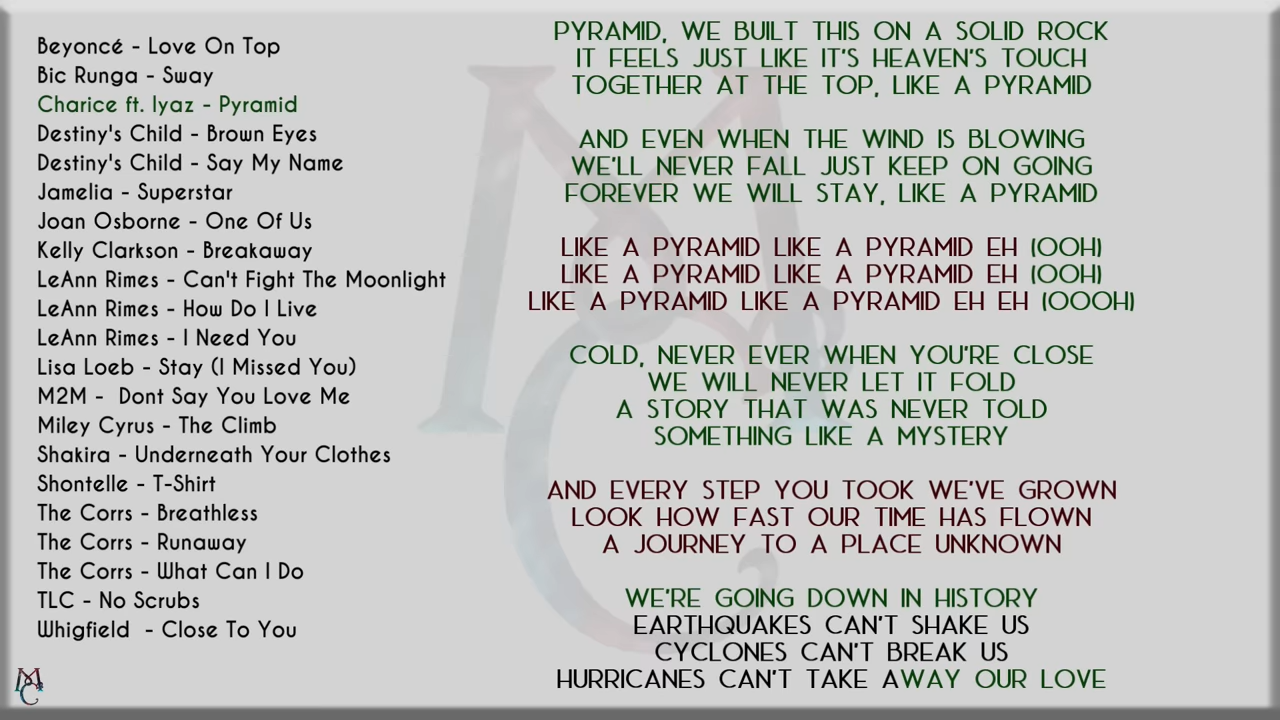 Beyoncé - Love On Top
Bic Runga - Sway
Charice ft. Iyaz - Pyramid
Destiny's Child - Brown Eyes
Destiny's Child - Say My Name
Jamelia - Superstar
Joan Osborne - One Of Us
Kelly Clarkson - Breakaway
LeAnn Rimes - Can't Fight The Moonlight
LeAnn Rimes - How Do I Live
LeAnn Rimes - I Need You
Lisa Loeb - Stay (I Missed You)
M2M -  Dont Say You Love Me
Miley Cyrus - The Climb
Shakira - Underneath Your Clothes
Shontelle - T-Shirt
The Corrs - Breathless
The Corrs - Runaway
The Corrs - What Can I Do
TLC - No Scrubs
Whigfield  - Close To You
MC
PYRAMID, WE BUILT THIS ON A SOLID ROCK
IT FEELS JUST LIKE IT'S HEAVEN'S TOUCH
TOGETHER AT THE TOP, LIKE A PYRAMID
AND EVEN WHEN THE WIND IS BLOWING
WE'LL NEVER FALL JUST KEEP ON GOING
FOREVER WE WILL STAY, LIKE A PYRAMID
LIKE A PYRAMID LIKE A PYRAMID EH (OOH)
LIKE A PYRAMID LIKE A PYRAMID EH (OOH)
LIKE A PYRAMID LIKE A PYRAMID EH EH (OOOH)
COLD, NEVER EVER WHEN YOU'RE CLOSE
WE WILL NEVER LET IT FOLD
A STORY THAT WAS NEVER TOLD
SOMETHING LIKE A MYSTERY
AND EVERY STEP YOU TOOK WE'VE GROWN
LOOK HOW FAST OUR TIME HAS FLOWN
A JOURNEY TO A PLACE UNKNOWN
WE'RE GOING DOWN IN HISTORY
EARTHQUAKES CAN'T SHAKE US
CYCLONES CAN'T BREAK US
HURRICANES CAN'T TAKE AWAY OUR LOVE